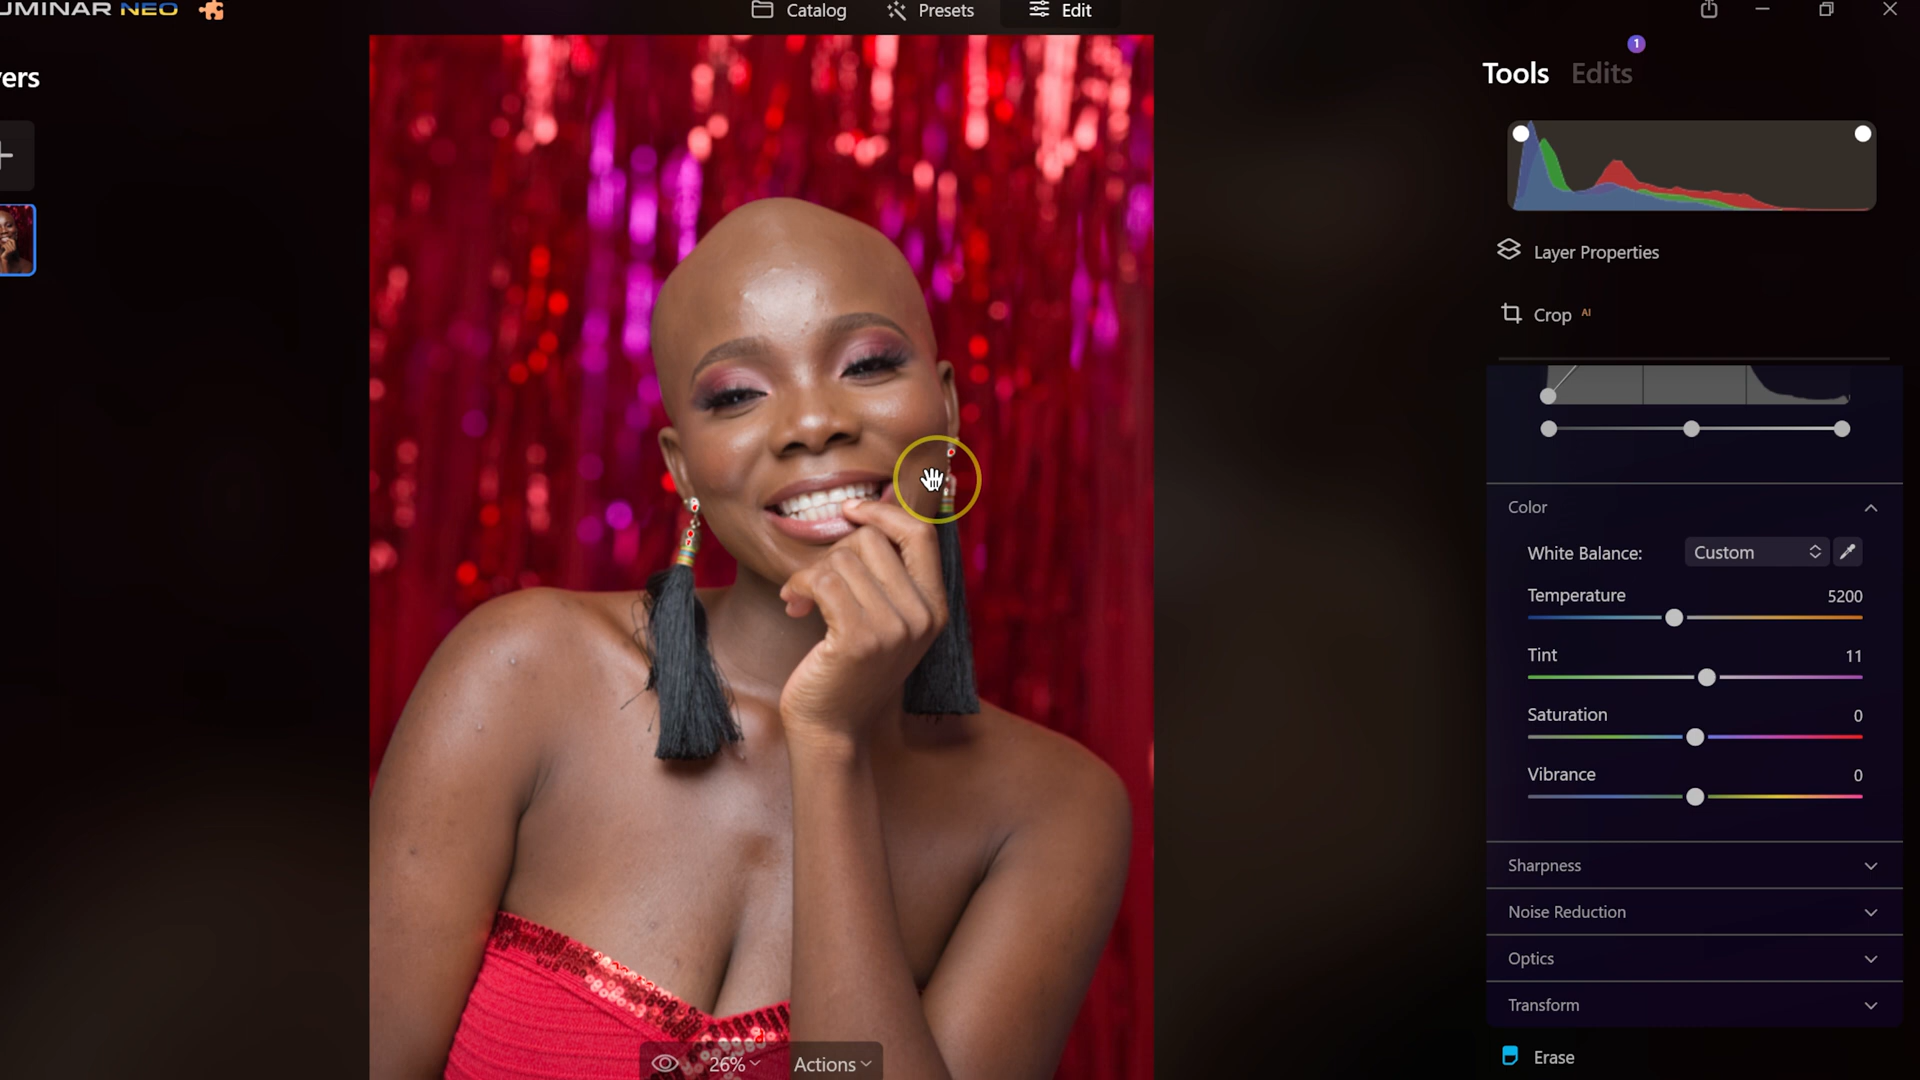 UMINAR NEO
Catalog
Presets
Edit
ers
1
Tools
Edits
Layer Properties
Crop AI
Color
White Balance:
Custom
Temperature
5200
Tint
11
Saturation
0
Vibrance
0
Sharpness
Noise Reduction
Optics
Transform
Erase
26%
Actions